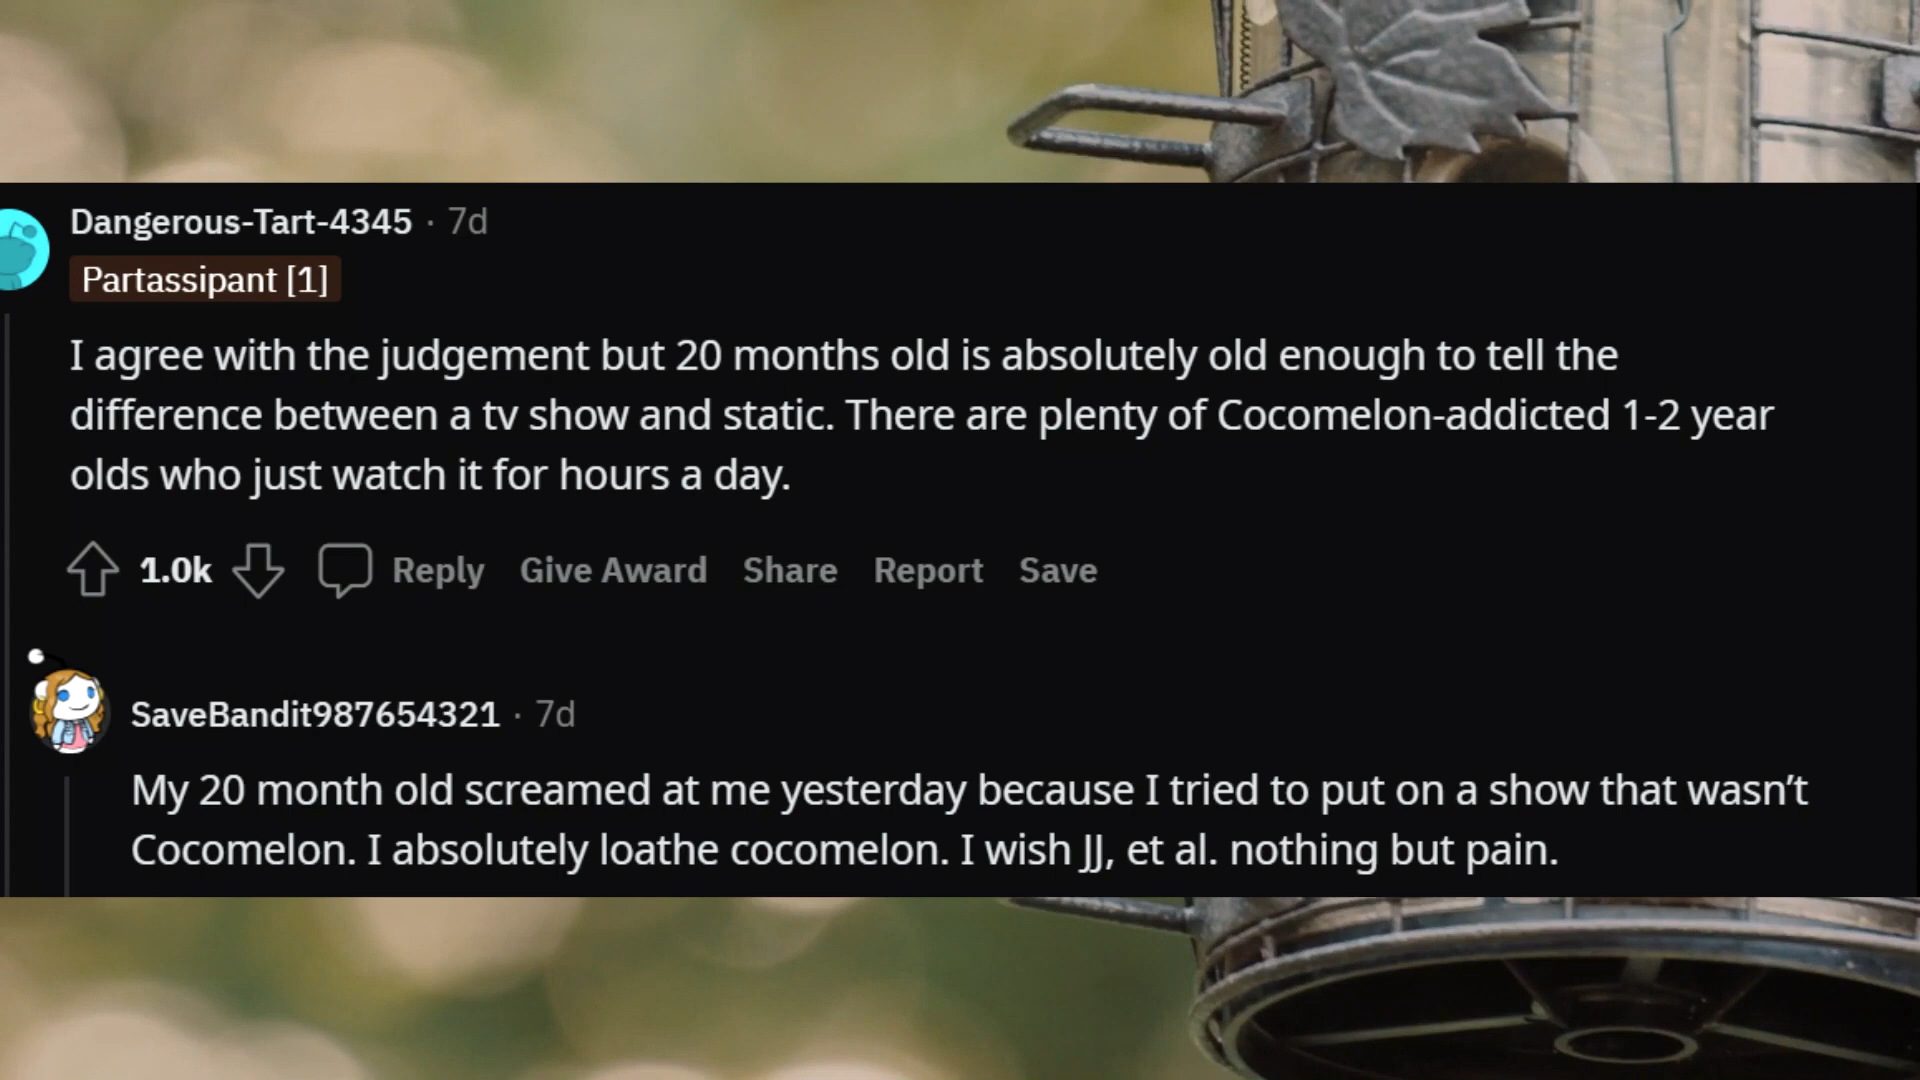 Dangerous-Tart-4345 · 7d
Partassipant [1]
I agree with the judgement but 20 months old is absolutely old enough to tell the
difference between a tv show and static. There are plenty of Cocomelon-addicted 1-2 year
olds who just watch it for hours a day.
1.0k Reply Give Award Share Report Save
SaveBandit987654321 · 7d
My 20 month old screamed at me yesterday because I tried to put on a show that wasn’t
Cocomelon. I absolutely loathe cocomelon. I wish JJ, et al. nothing but pain.